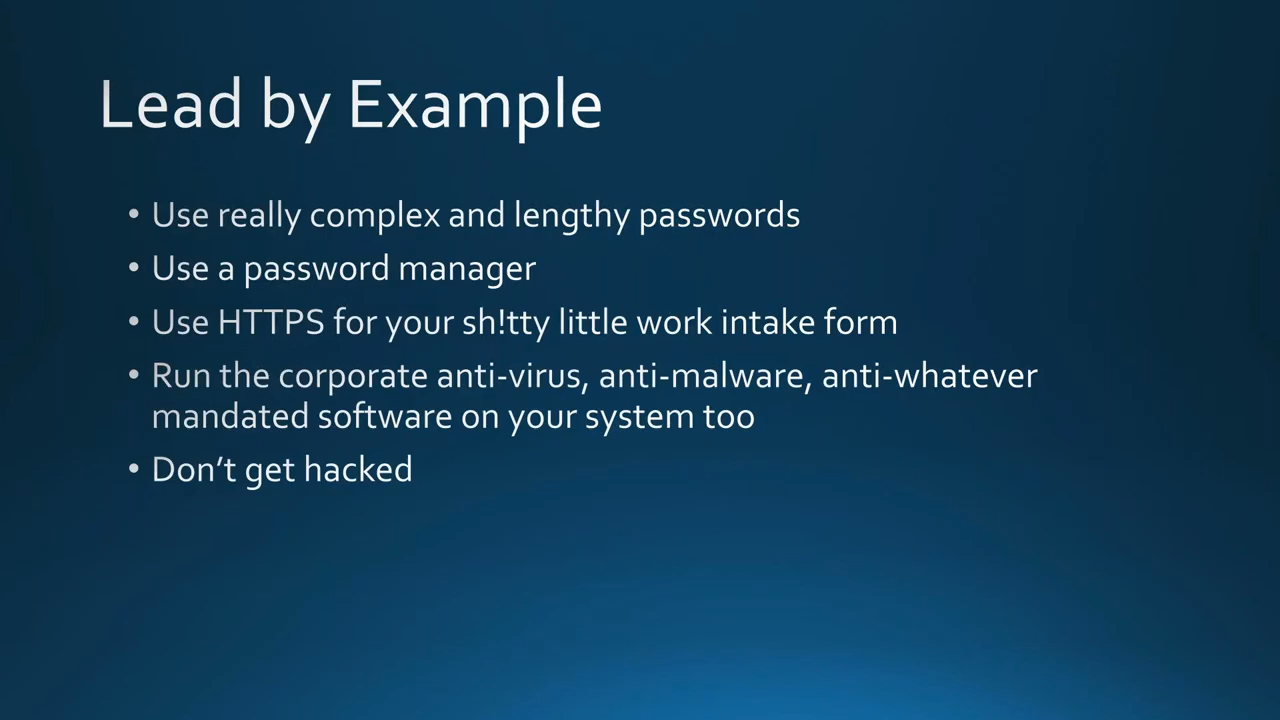 Lead by Example
• Use really complex and lengthy passwords
• Use a password manager
• Use HTTPS for your sh!tty little work intake form
• Run the corporate anti-virus, anti-malware, anti-whatever
mandated software on your system too
• Don’t get hacked